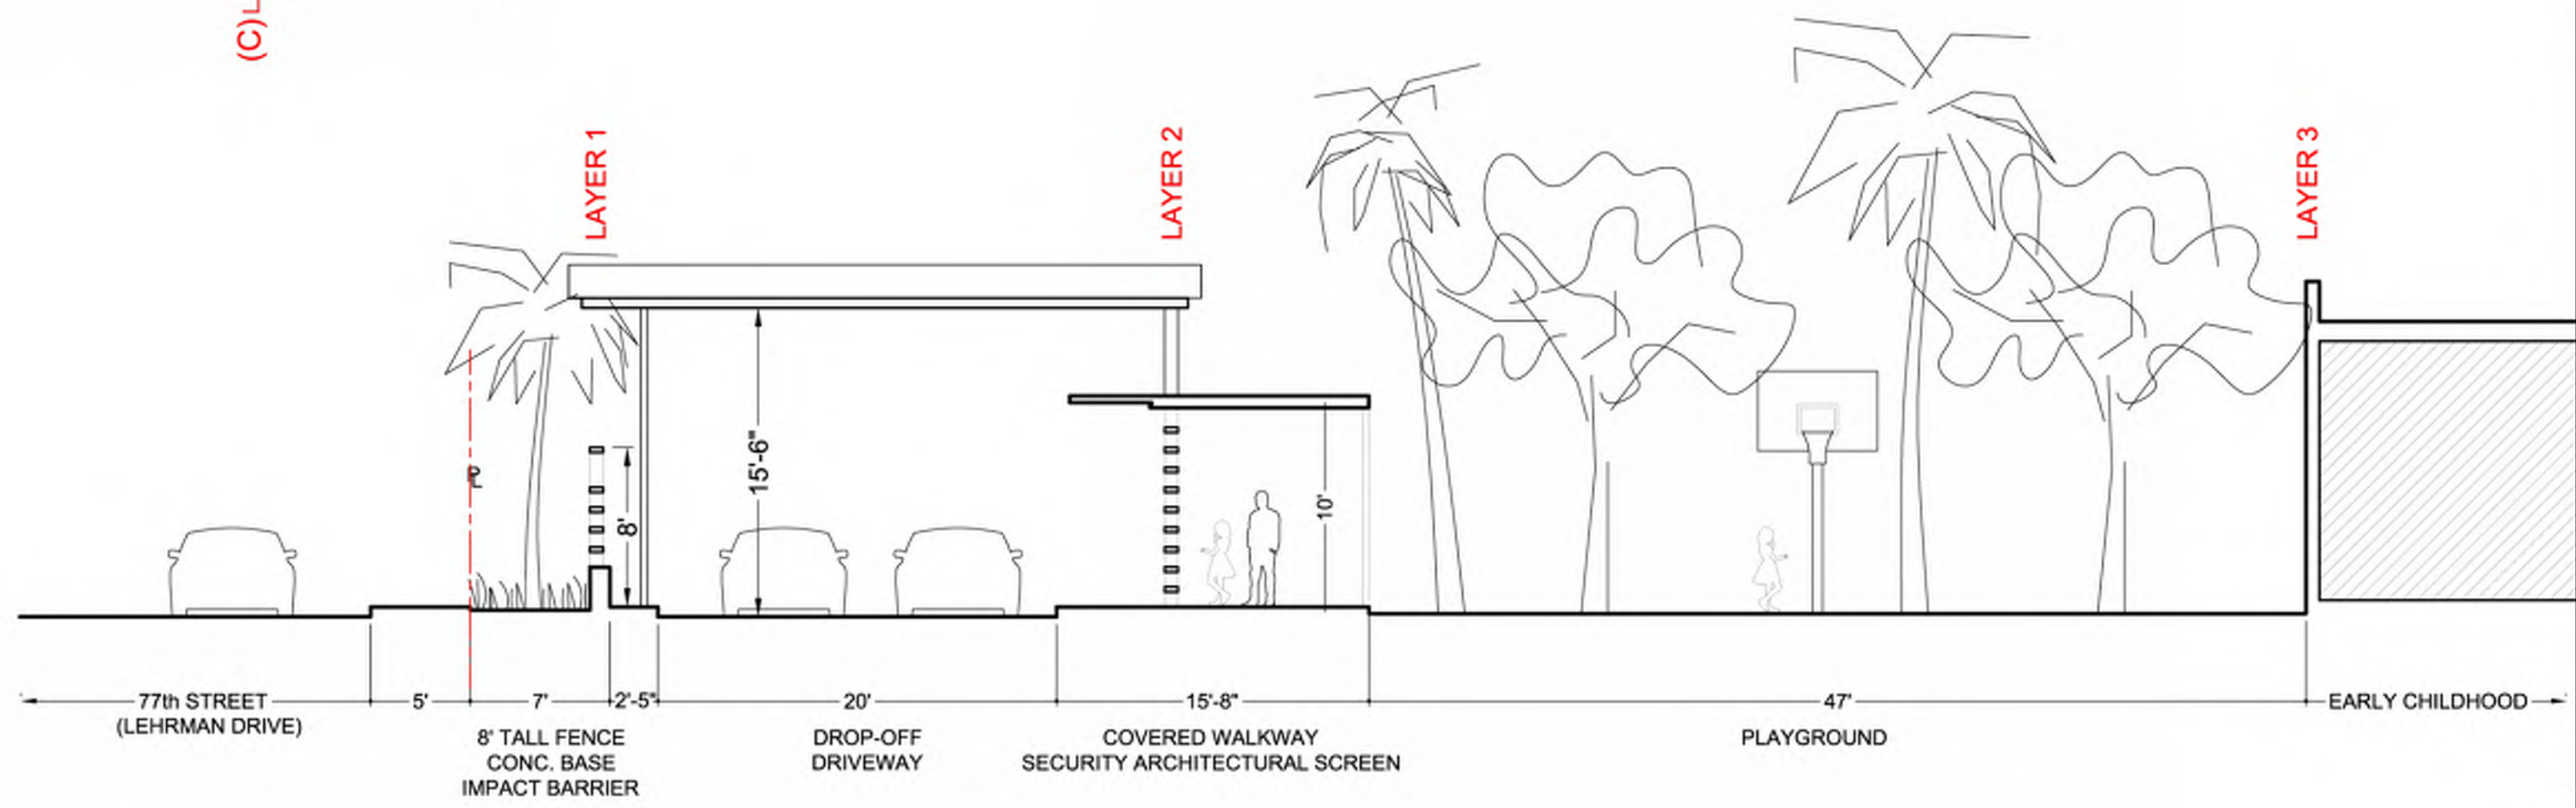 (C)L
LAYER 1
LAYER 2
LAYER 3
15'-6"
8'
10'
77th STREET
(LEHRMAN DRIVE)
5'
7'
2'-5"
20'
15'-8"
47'
EARLY CHILDHOOD
8' TALL FENCE
CONC. BASE
IMPACT BARRIER
DROP-OFF
DRIVEWAY
COVERED WALKWAY
SECURITY ARCHITECTURAL SCREEN
PLAYGROUND